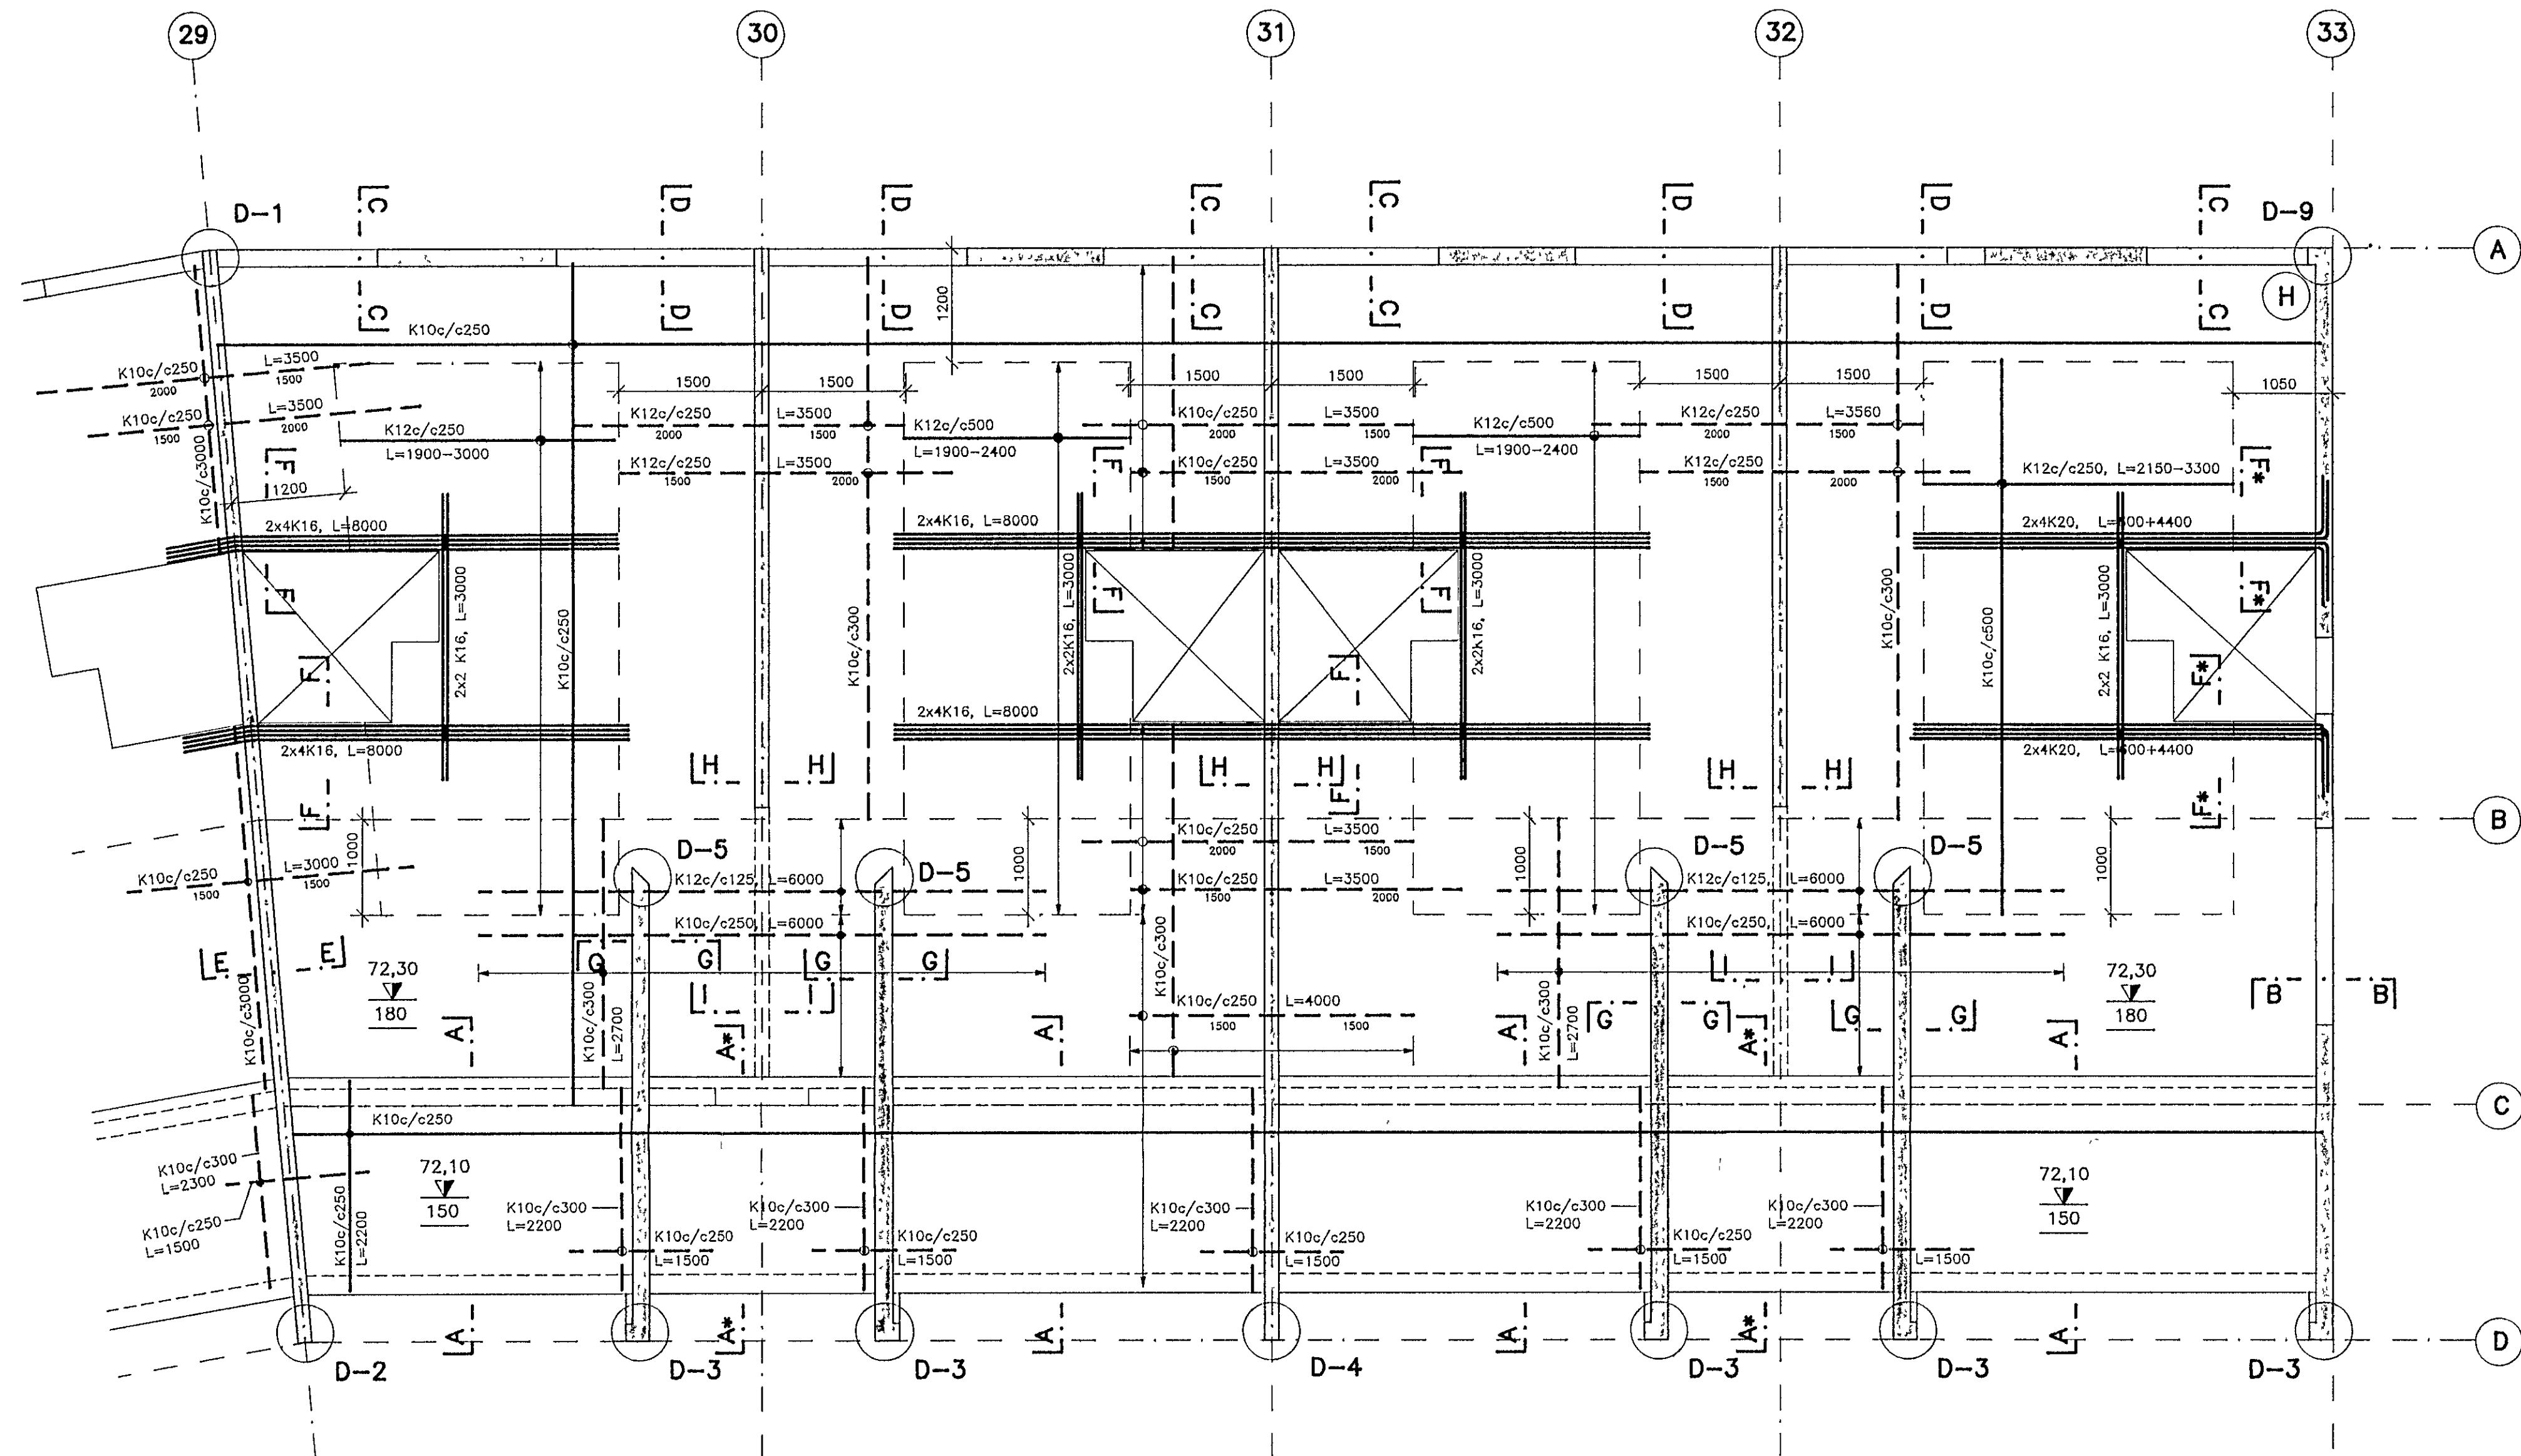 29
30
31
32
33
D-1
C
D
D
C
C
D
D
C
D-9
A
H
C
D
D
C
C
D
D
C
1200
K10c/c250
K10c/c250
L=3500
2000
1500
K10c/c250
L=3500
1500
2000
1500
1500
1500
1500
1500
1500
1050
K12c/c250
L=1900-3000
K12c/c250
L=3500
2000
1500
K12c/c500
L=1900-2400
K10c/c250
L=3500
2000
1500
K12c/c500
L=1900-2400
K12c/c250
L=3560
2000
1500
K12c/c250
L=3500
1500
2000
K10c/c250
L=3500
1500
2000
K12c/c250
1500
2000
K12c/c250, L=2150-3300
K10c/c3000
F
1200
F
F
F*
2x4K16, L=8000
2x4K16, L=8000
2x4K20, L=600+4400
F
F
F
F*
2x2 K16, L=3000
K10c/c250
K10c/c300
2x2K16, L=3000
2x2K16, L=3000
K10c/c300
K10c/c500
2x2 K16, L=3000
F
F
F*
2x4K16, L=8000
2x4K16, L=8000
2x4K20, L=600+4400
H
H
H
H
H
H
F
F
F*
B
1000
1000
1000
1000
K10c/c250
L=3500
2000
1500
D-5
D-5
D-5
D-5
K10c/c250
L=3000
1500
1500
K12c/c125, L=6000
K10c/c250
L=3500
1500
2000
K12c/c125, L=6000
K10c/c250, L=6000
K10c/c250, L=6000
E
E
G
G
G
G
I
I
K10c/c3000
72,30
180
K10c/c300
L=2700
I
I
K10c/c300
K10c/c250
L=4000
1500
1500
K10c/c300
L=2700
G
G
G
G
72,30
180
B
B
A
A*
A
A
A*
A
C
K10c/c250
K10c/c300
L=2300
K10c/c250
L=1500
K10c/c250
L=2200
72,10
150
72,10
150
K10c/c300
L=2200
K10c/c300
L=2200
K10c/c300
L=2200
K10c/c300
L=2200
K10c/c300
L=2200
K10c/c250
L=1500
K10c/c250
L=1500
K10c/c250
L=1500
K10c/c250
L=1500
L=1500
A
A*
A
A
A*
A
D
D-2
D-3
D-3
D-4
D-3
D-3
D-3